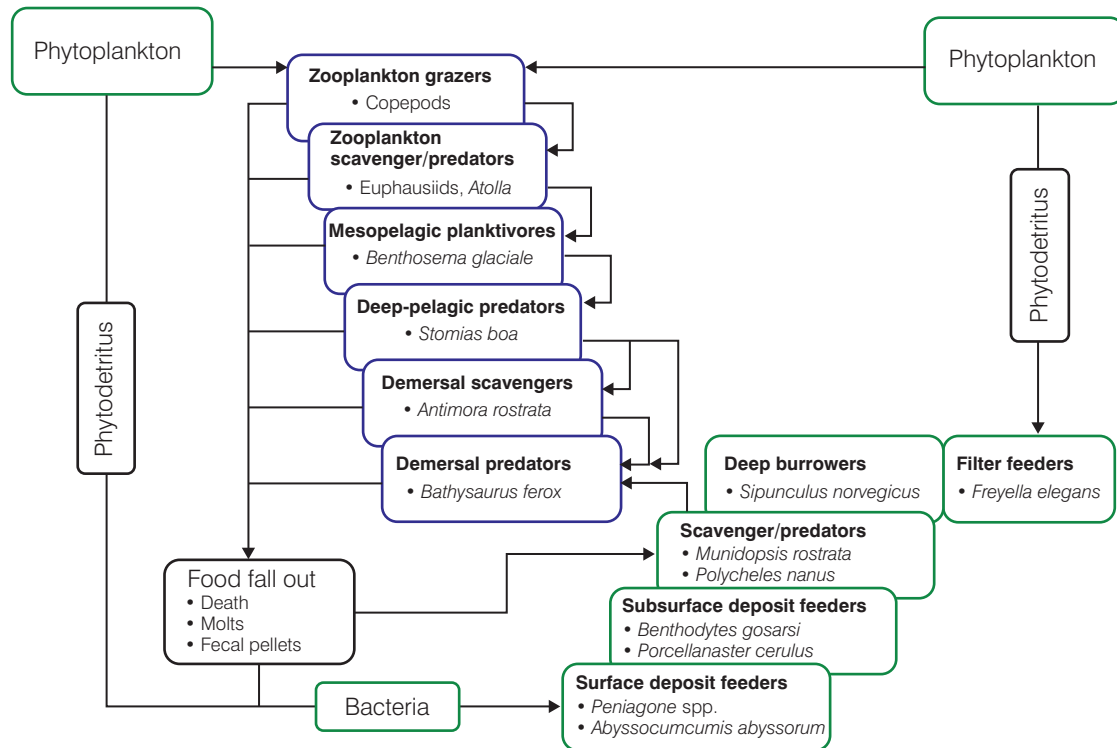 Phytoplankton
Phytoplankton
Zooplankton grazers
• Copepods
Zooplankton
scavenger/predators
• Euphausiids, Atolla
Mesopelagic planktivores
• Benthosema glaciale
Deep-pelagic predators
• Stomias boa
Demersal scavengers
• Antimora rostrata
Demersal predators
• Bathysaurus ferox
Phytodetritus
Phytodetritus
Deep burrowers
• Sipunculus norvegicus
Filter feeders
• Freyella elegans
Scavenger/predators
• Munidopsis rostrata
• Polycheles nanus
Food fall out
• Death
• Molts
• Fecal pellets
Subsurface deposit feeders
• Benthodytes gosarsi
• Porcellanaster cerulus
Surface deposit feeders
• Peniagone spp.
• Abyssocumcumis abyssorum
Bacteria